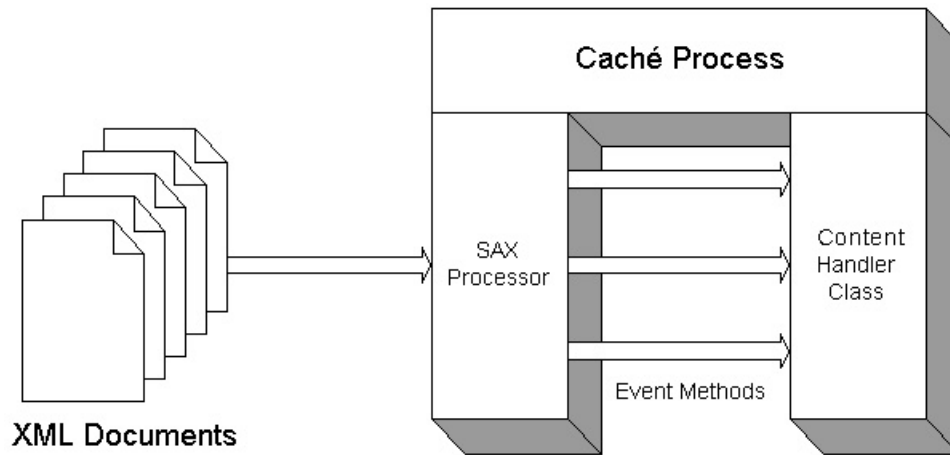 Caché Process
SAX
Processor
Content
Handler
Class
Event Methods
XML Documents